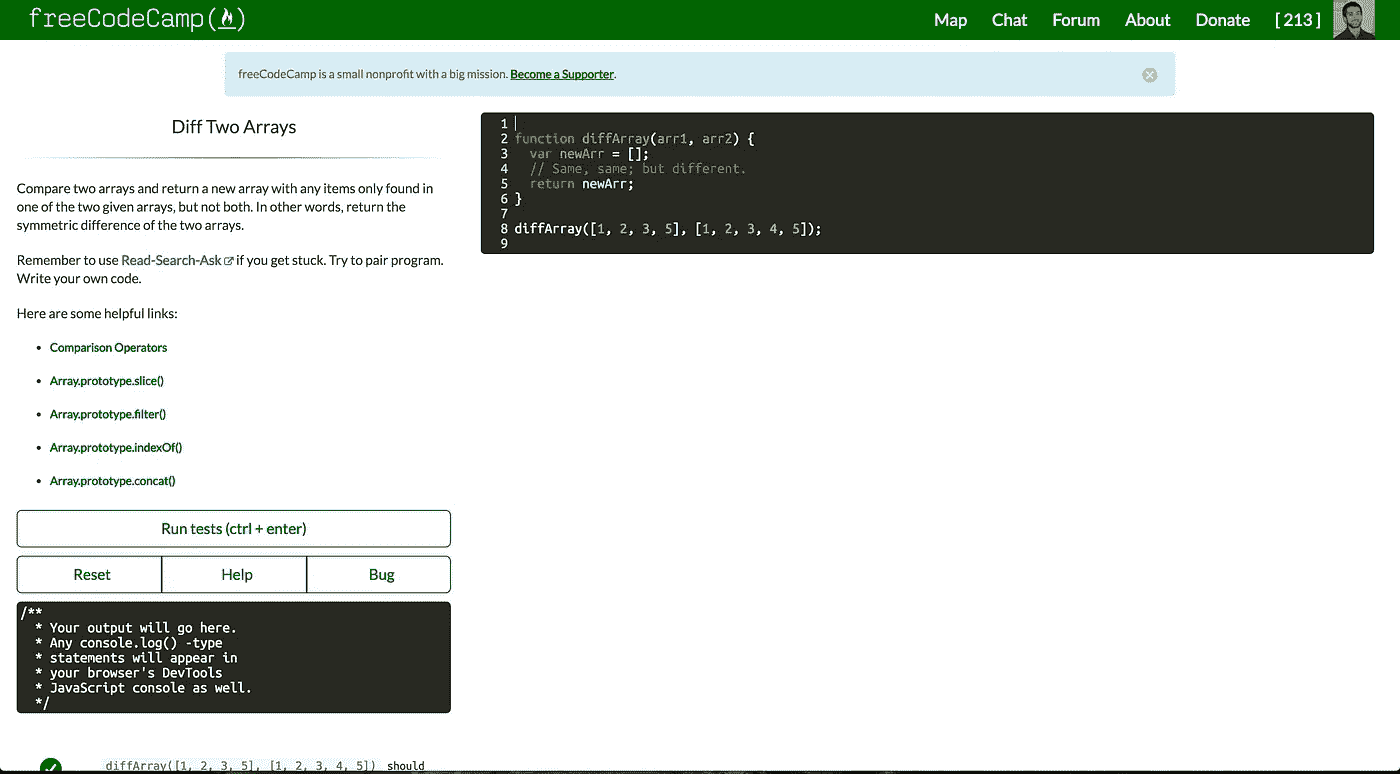 freeCodeCamp
Map Chat Forum About Donate [ 213 ]
freeCodeCamp is a small nonprofit with a big mission. Become a Supporter.
Diff Two Arrays
Compare two arrays and return a new array with any items only found in
one of the two given arrays, but not both. In other words, return the
symmetric difference of the two arrays.
Remember to use Read-Search-Ask if you get stuck. Try to pair program.
Write your own code.
Here are some helpful links:
• Comparison Operators
• Array.prototype.slice()
• Array.prototype.filter()
• Array.prototype.indexOf()
• Array.prototype.concat()
Run tests (ctrl + enter)
Reset Help Bug
/**
* Your output will go here.
* Any console.log() -type
* statements will appear in
* your browser's DevTools
* JavaScript console as well.
*/
diffArray([1, 2, 3, 5], [1, 2, 3, 4, 5]) should
1
2 function diffArray(arr1, arr2) {
3 var newArr = [];
4 // Same, same; but different.
5 return newArr;
6 }
7
8 diffArray([1, 2, 3, 5], [1, 2, 3, 4, 5]);
9